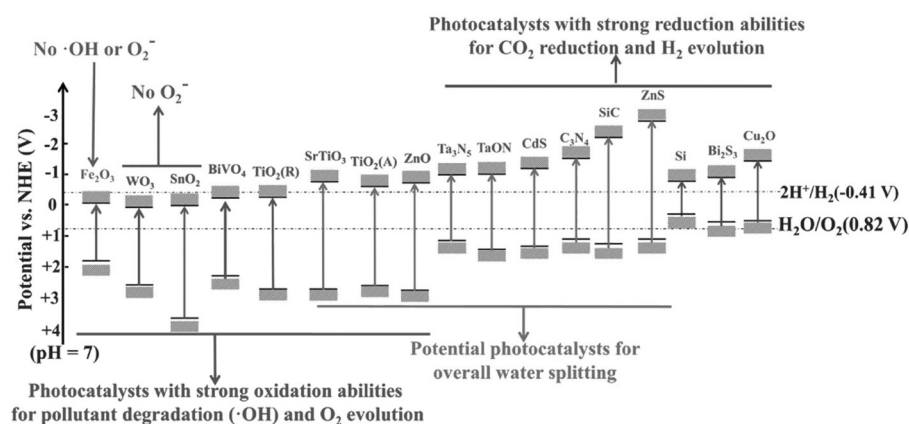 Photocatalysts with strong reduction abilities
for CO₂ reduction and H₂ evolution
No ·OH or O₂⁻
No O₂⁻
Potential vs. NHE (V)
-3
-2
-1
0
+1
+2
+3
+4
(pH = 7)
Fe₂O₃
WO₃
SnO₂
BiVO₄
TiO₂(R)
SrTiO₃
TiO₂(A)
ZnO
Ta₃N₅
TaON
CdS
C₃N₄
SiC
ZnS
Si
Bi₂S₃
Cu₂O
2H⁺/H₂(-0.41 V)
H₂O/O₂(0.82 V)
Potential photocatalysts for
overall water splitting
Photocatalysts with strong oxidation abilities
for pollutant degradation (·OH) and O₂ evolution